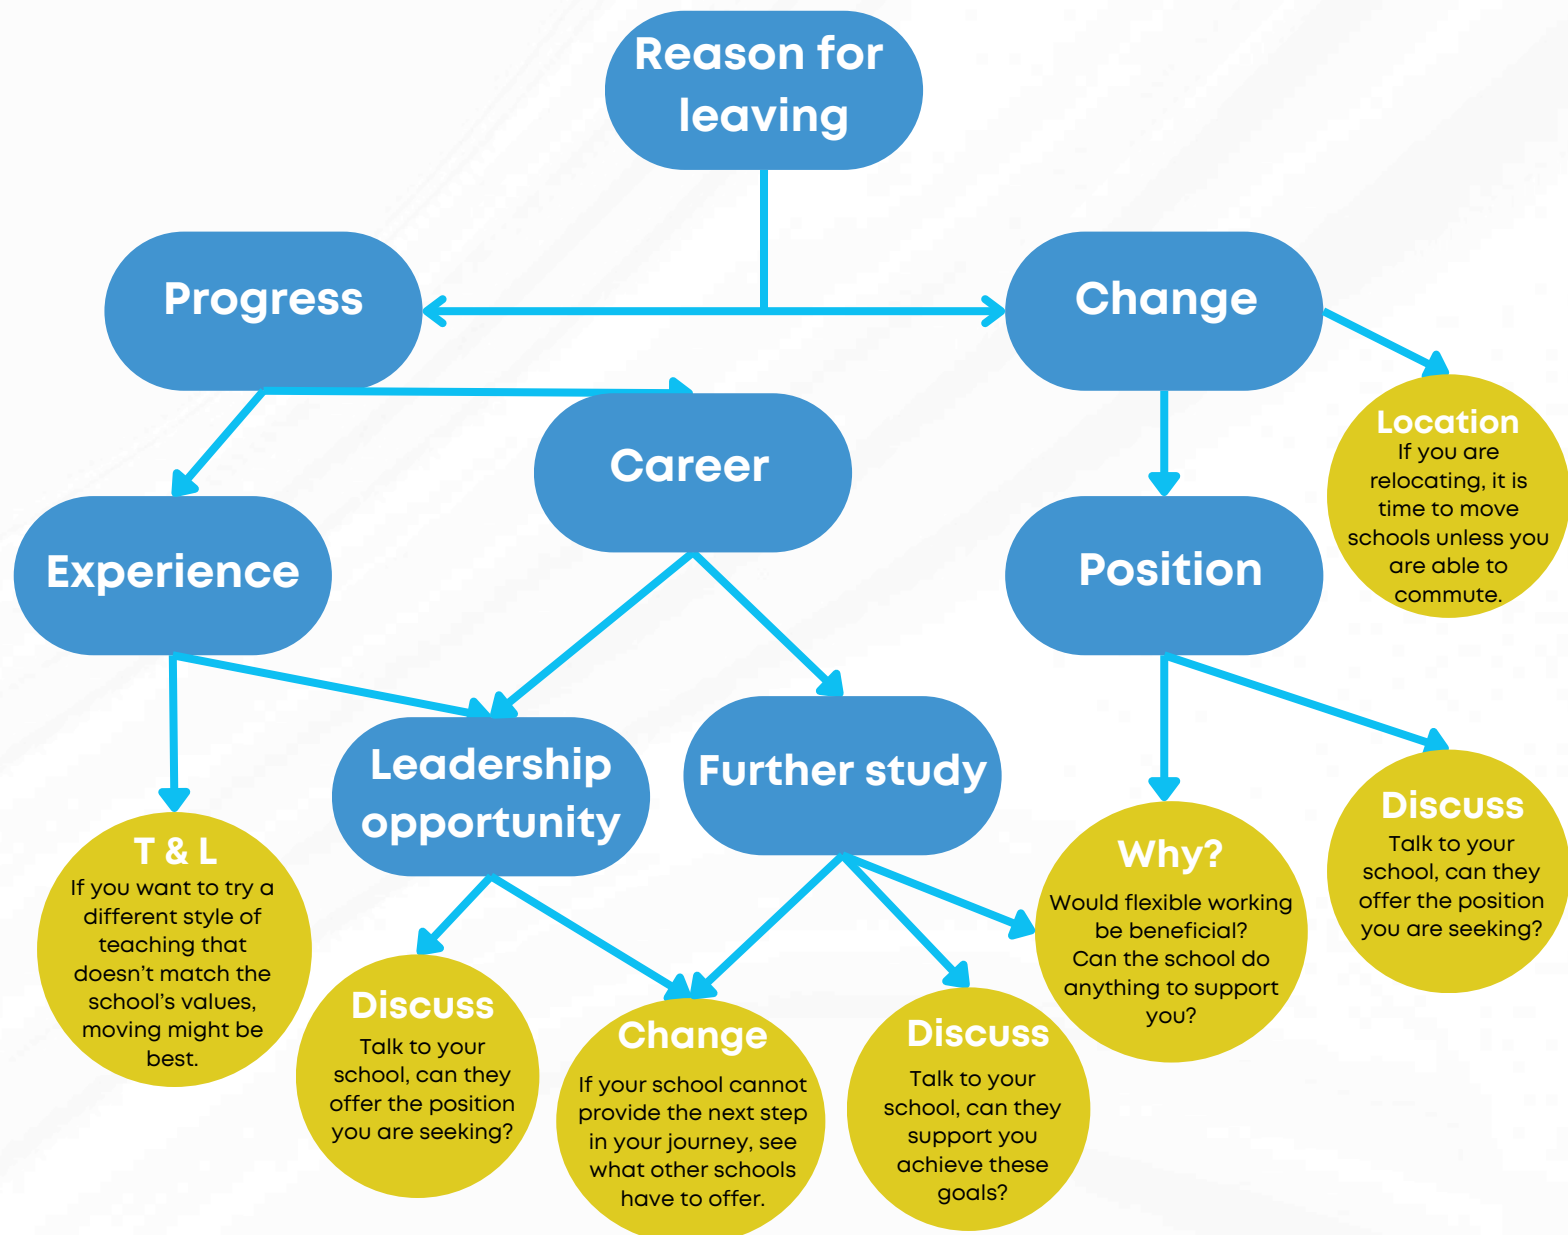 Reason for
leaving
Progress
Change
Career
Experience
Position
Location
If you are
relocating, it is
time to move
schools unless you
are able to
commute.
Leadership
opportunity
Further study
T & L
If you want to try a
different style of
teaching that
doesn’t match the
school’s values,
moving might be
best.
Discuss
Talk to your
school, can they
offer the position
you are seeking?
Change
If your school cannot
provide the next step
in your journey, see
what other schools
have to offer.
Discuss
Talk to your
school, can they
support you
achieve these
goals?
Why?
Would flexible working
be beneficial?
Can the school do
anything to support
you?
Discuss
Talk to your
school, can they
offer the position
you are seeking?